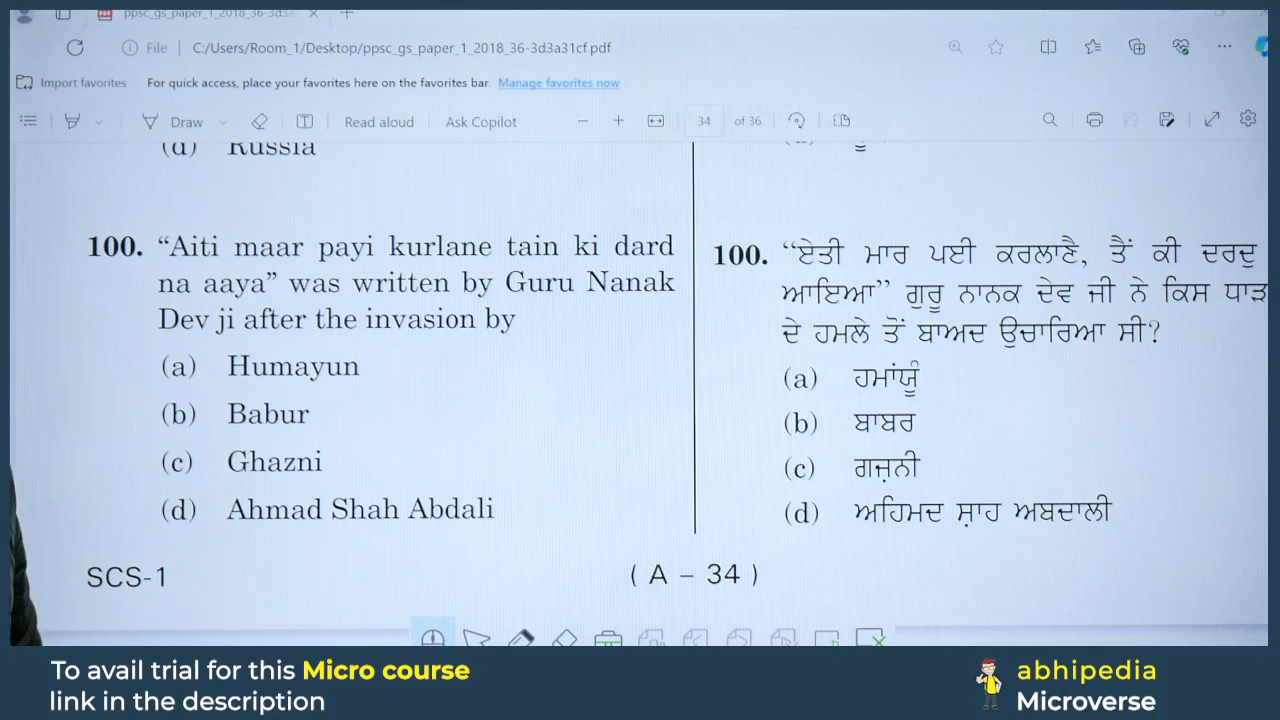 ppsc_gs_paper_1_2018_36-3d3a
File C:/Users/Room_1/Desktop/ppsc_gs_paper_1_2018_36-3d3a31cf.pdf
Import favorites For quick access, place your favorites here on the favorites bar. Manage favorites now
Draw Read aloud Ask Copilot 34 of 36
(d) Russia
100. “Aiti maar payi kurlane tain ki dard
na aaya” was written by Guru Nanak
Dev ji after the invasion by
(a) Humayun
(b) Babur
(c) Ghazni
(d) Ahmad Shah Abdali
100. “ਏਤੀ ਮਾਰ ਪਈ ਕਰਲਾਣੈ, ਤੈਂ ਕੀ ਦਰਦੁ
ਆਇਆ” ਗੁਰੂ ਨਾਨਕ ਦੇਵ ਜੀ ਨੇ ਕਿਸ ਧਾੜ
ਦੇ ਹਮਲੇ ਤੋਂ ਬਾਅਦ ਉਚਾਰਿਆ ਸੀ?
(a) ਹਮਾਂਯੂੰ
(b) ਬਾਬਰ
(c) ਗਜ਼ਨੀ
(d) ਅਹਿਮਦ ਸ਼ਾਹ ਅਬਦਾਲੀ
SCS-1 ( A – 34 )
To avail trial for this Micro course
link in the description
abhipedia
Microverse